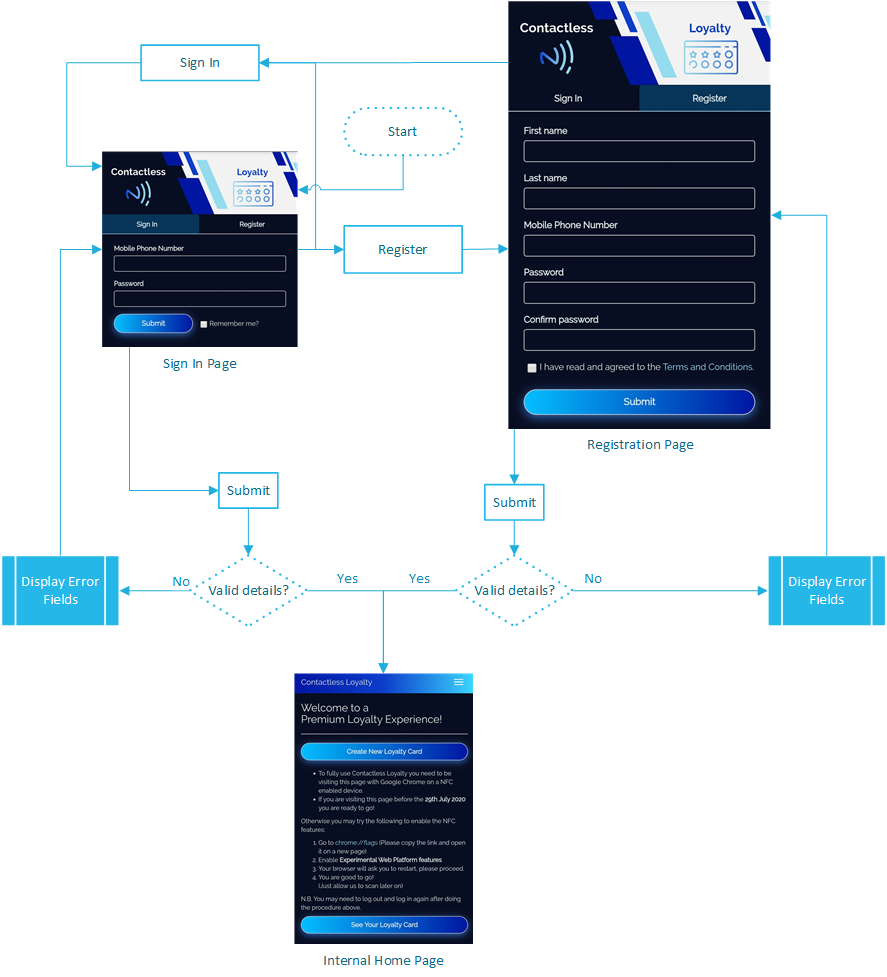 Sign In
Start
Contactless
Loyalty
Sign In
Register
Mobile Phone Number
Password
Submit
Remember me?
Sign In Page
Register
Contactless
Loyalty
Sign In
Register
First name
Last name
Mobile Phone Number
Password
Confirm password
I have read and agreed to the Terms and Conditions.
Submit
Registration Page
Submit
Submit
Display Error
Fields
No
Valid details?
Yes
Yes
Valid details?
No
Display Error
Fields
Contactless Loyalty
Welcome to a
Premium Loyalty Experience!
Create New Loyalty Card
• To fully use Contactless Loyalty you need to be
visiting this page with Google Chrome on a NFC
enabled device.
• If you are visiting this page before the 29th July 2020
you are ready to go!
Otherwise you may try the following to enable the NFC
features:
1. Go to chrome://flags (Please copy the link and open
it on a new page)
2. Enable Experimental Web Platform features
3. Your browser will ask you to restart, please proceed.
4. You are good to go!
(Just allow us to scan later on)
N.B. You may need to log out and log in again after doing
the procedure above.
See Your Loyalty Card
Internal Home Page